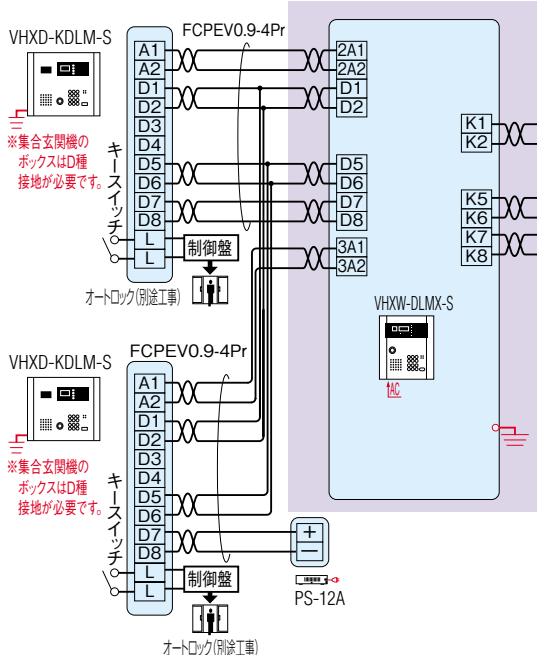 VHXD-KDLM-S
FCPEV0.9-4Pr
※集合玄関機の
ボックスはD種
接地が必要です。
キースイッチ
A1
A2
D1
D2
D3
D4
D5
D6
D7
D8
L
L
制御盤
オートロック(別途工事)
2A1
2A2
D1
D2
D5
D6
D7
D8
3A1
3A2
K1
K2
K5
K6
K7
K8
VHXW-DLMX-S
AC
VHXD-KDLM-S
FCPEV0.9-4Pr
※集合玄関機の
ボックスはD種
接地が必要です。
キースイッチ
A1
A2
D1
D2
D3
D4
D5
D6
D7
D8
L
L
制御盤
オートロック(別途工事)
+
−
PS-12A